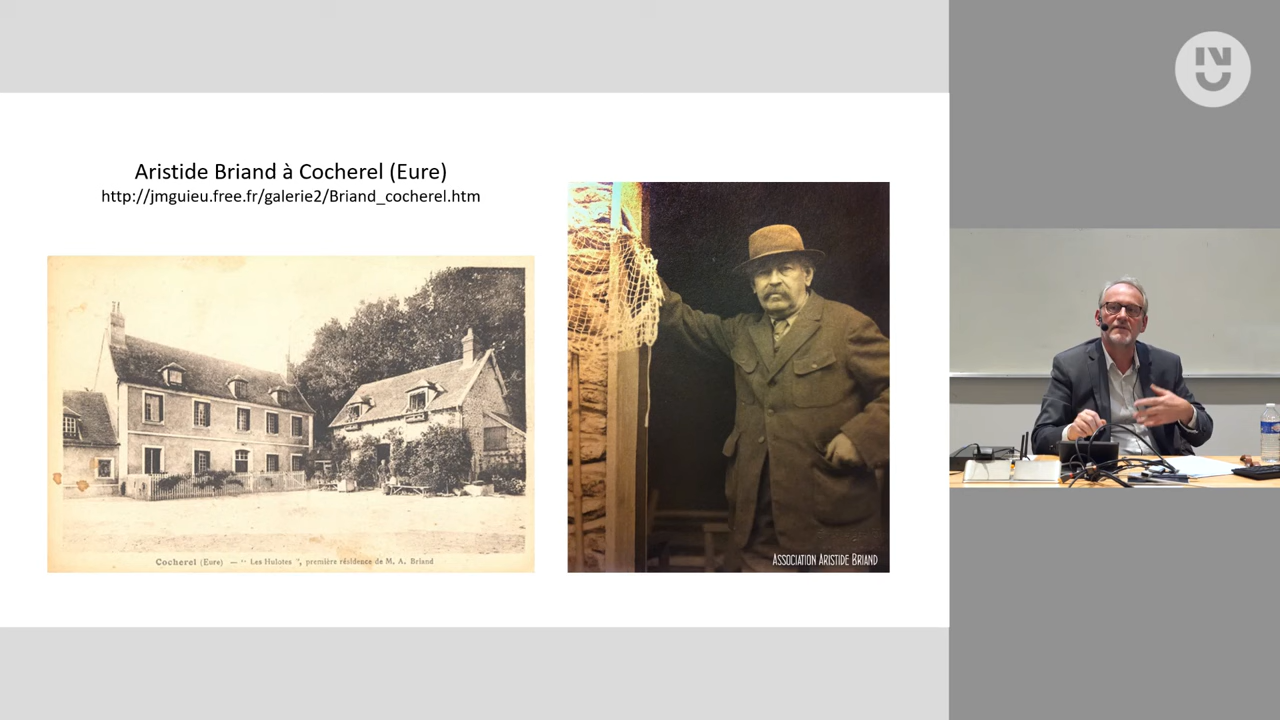 Aristide Briand à Cocherel (Eure)
http://jmguieu.free.fr/galerie2/Briand_cocherel.htm
Cocherel (Eure) — “ Les Hulotes ”, première résidence de M. A. Briand
ASSOCIATION ARISTIDE BRIAND